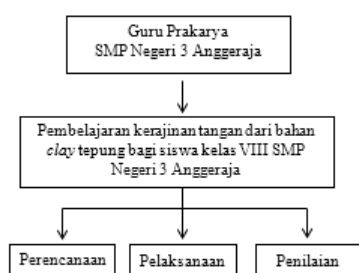 Guru Prakarya
SMP Negeri 3 Anggeraja
Pembelajaran kerajinan tangan dari bahan
clay tepung bagi siswa kelas VIII SMP
Negeri 3 Anggeraja
Perencanaan Pelaksanaan Penilaian